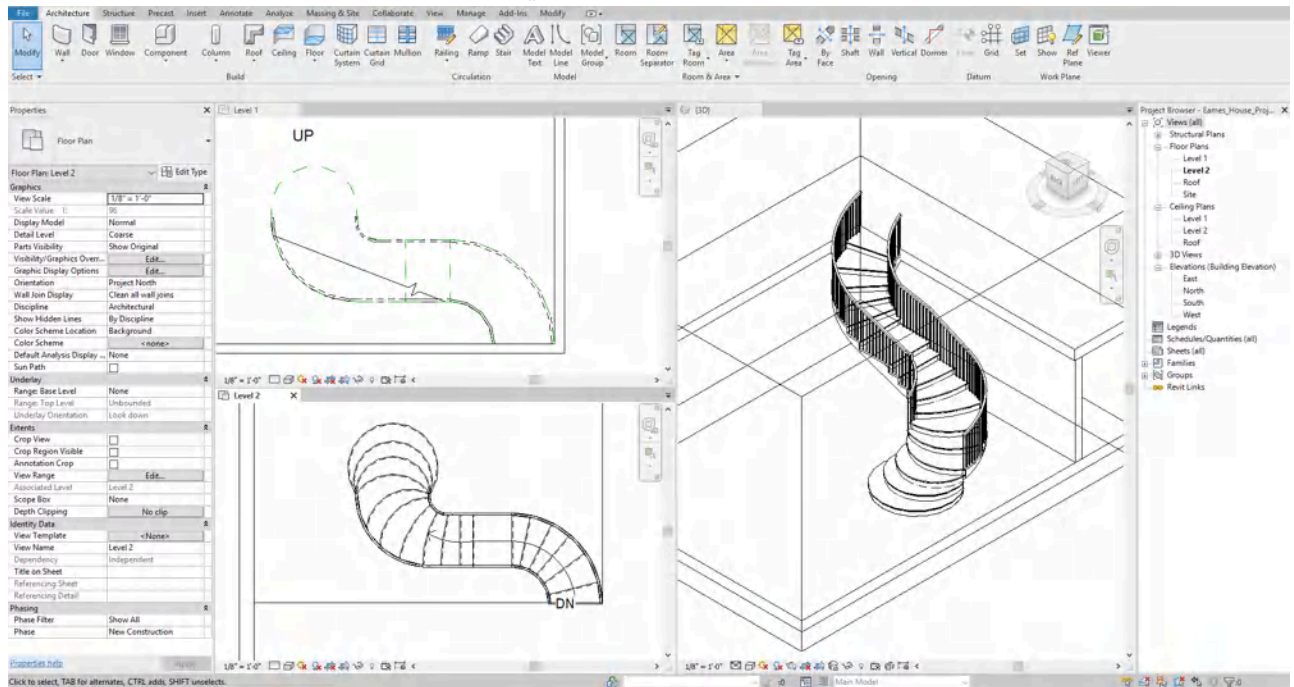 File Architecture Structure Precast Insert Annotate Analyze Massing & Site Collaborate View Manage Add-Ins Modify
Modify Wall Door Window Component Column Roof Ceiling Floor Curtain System Curtain Grid Mullion Railing Ramp Stair Model Text Model Line Model Group Room Room Separator Tag Room Area Tag Area By Face Shaft Wall Vertical Dormer Grid Set Show Ref Plane Viewer
Select Build Circulation Model Room & Area Opening Datum Work Plane
Properties
Floor Plan
Floor Plan: Level 2 Edit Type
Graphics
View Scale 1/8" = 1'-0"
Scale Value 1: 96
Display Model Normal
Detail Level Coarse
Parts Visibility Show Original
Visibility/Graphics Overr... Edit...
Graphic Display Options Edit...
Orientation Project North
Wall Join Display Clean all wall joins
Discipline Architectural
Show Hidden Lines By Discipline
Color Scheme Location Background
Color Scheme <none>
Default Analysis Display ... None
Sun Path
Underlay
Range: Base Level None
Range: Top Level Unbounded
Underlay Orientation Look down
Extents
Crop View
Crop Region Visible
Annotation Crop
View Range Edit...
Associated Level Level 2
Scope Box None
Depth Clipping No clip
Identity Data
View Template <None>
View Name Level 2
Dependency Independent
Title on Sheet
Referencing Sheet
Referencing Detail
Phasing
Phase Filter Show All
Phase New Construction
Properties help Apply
Level 1
UP
1/8" = 1'-0"
Level 2
DN
1/8" = 1'-0"
{3D}
1/8" = 1'-0"
Project Browser - Eames_House_Proj...
Views (all)
Structural Plans
Floor Plans
Level 1
Level 2
Roof
Site
Ceiling Plans
Level 1
Level 2
Roof
3D Views
Elevations (Building Elevation)
East
North
South
West
Legends
Schedules/Quantities (all)
Sheets (all)
Families
Groups
Revit Links
Click to select, TAB for alternates, CTRL adds, SHIFT unselects.
:0 Main Model
:0